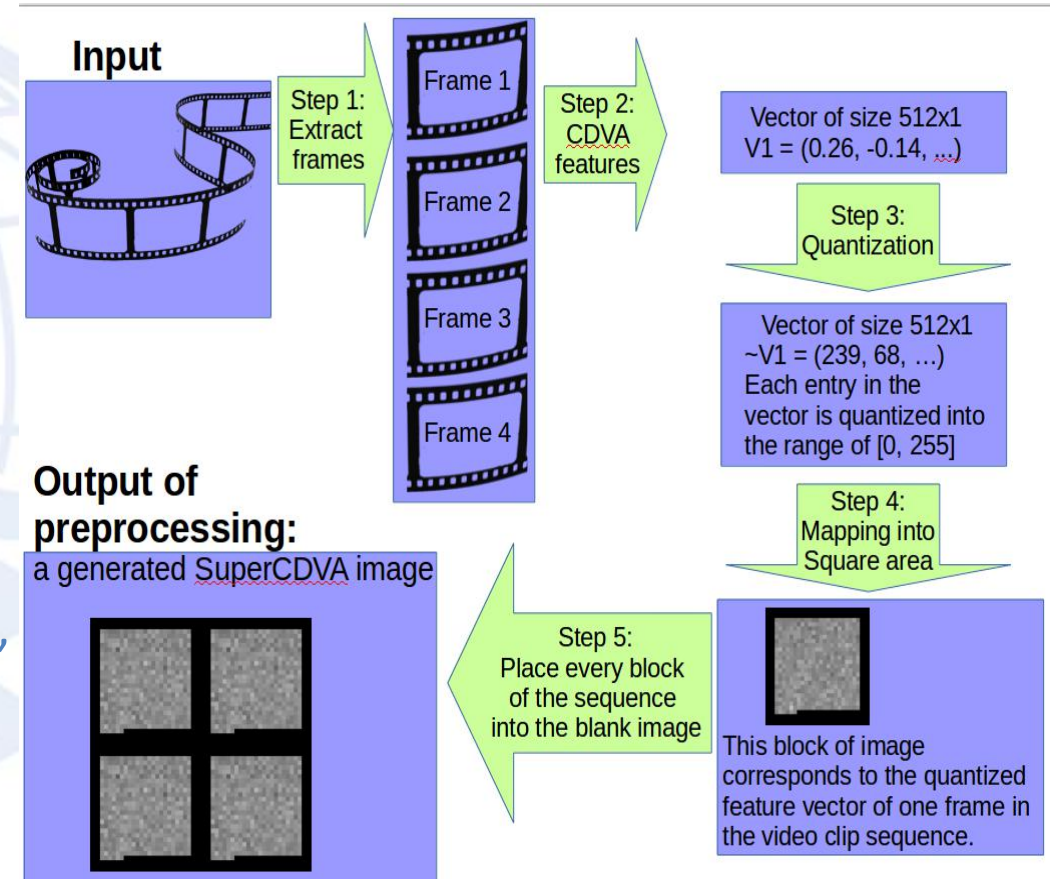 Input
Step 1:
Extract
frames
Frame 1
Frame 2
Frame 3
Frame 4
Step 2:
CDVA
features
Vector of size 512x1
V1 = (0.26, -0.14, ...)
Step 3:
Quantization
Vector of size 512x1
~V1 = (239, 68, …)
Each entry in the
vector is quantized into
the range of [0, 255]
Step 4:
Mapping into
Square area
This block of image
corresponds to the quantized
feature vector of one frame in
the video clip sequence.
Step 5:
Place every block
of the sequence
into the blank image
Output of
preprocessing:
a generated SuperCDVA image